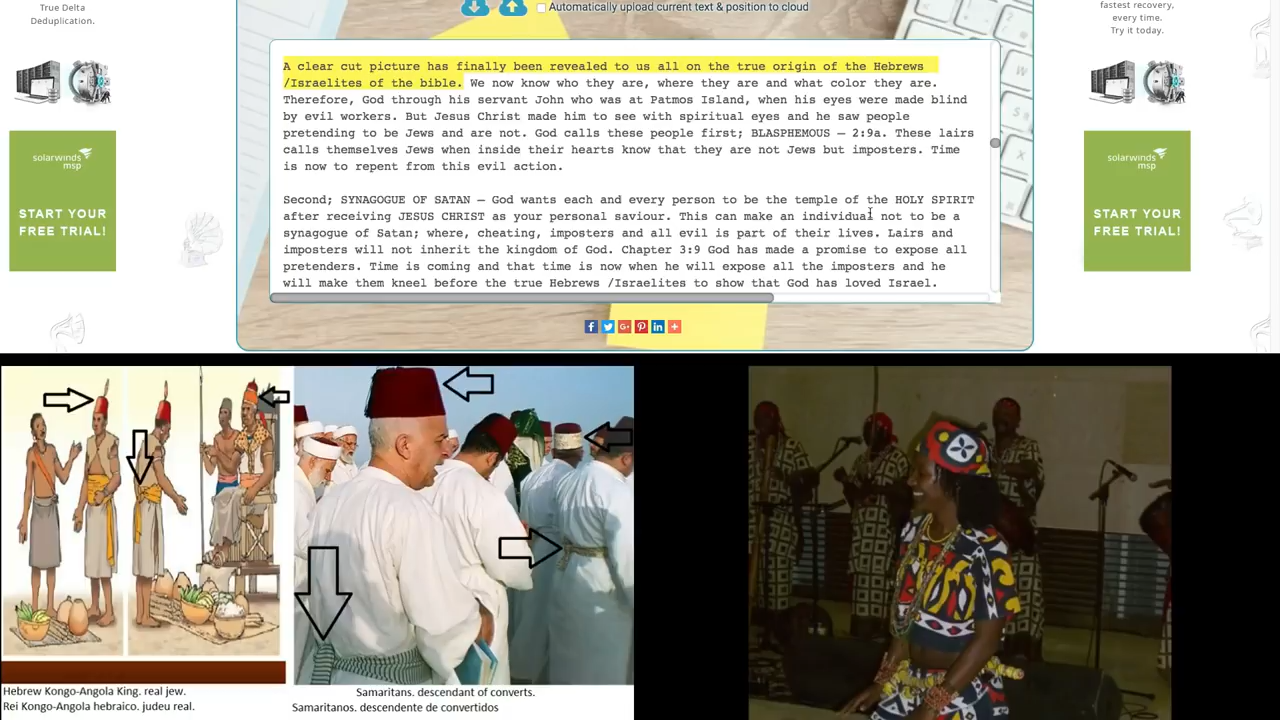 True Delta
Deduplication.
Automatically upload current text & position to cloud
fastest recovery,
every time.
Try it today.
A clear cut picture has finally been revealed to us all on the true origin of the Hebrews
/Israelites of the bible. We now know who they are, where they are and what color they are.
Therefore, God through his servant John who was at Patmos Island, when his eyes were made blind
by evil workers. But Jesus Christ made him to see with spiritual eyes and he saw people
pretending to be Jews and are not. God calls these people first; BLASPHEMOUS – 2:9a. These lairs
calls themselves Jews when inside their hearts know that they are not Jews but imposters. Time
is now to repent from this evil action.
Second; SYNAGOGUE OF SATAN – God wants each and every person to be the temple of the HOLY SPIRIT
after receiving JESUS CHRIST as your personal saviour. This can make an individual not to be a
synagogue of Satan; where, cheating, imposters and all evil is part of their lives. Lairs and
imposters will not inherit the kingdom of God. Chapter 3:9 God has made a promise to expose all
pretenders. Time is coming and that time is now when he will expose all the imposters and he
will make them kneel before the true Hebrews /Israelites to show that God has loved Israel.
solarwinds
msp
START YOUR
FREE TRIAL!
solarwinds
msp
START YOUR
FREE TRIAL!
Hebrew Kongo-Angola King. real jew.
Rei Kongo-Angola hebraico. judeu real.
Samaritans. descendant of converts.
Samaritanos. descendente de convertidos